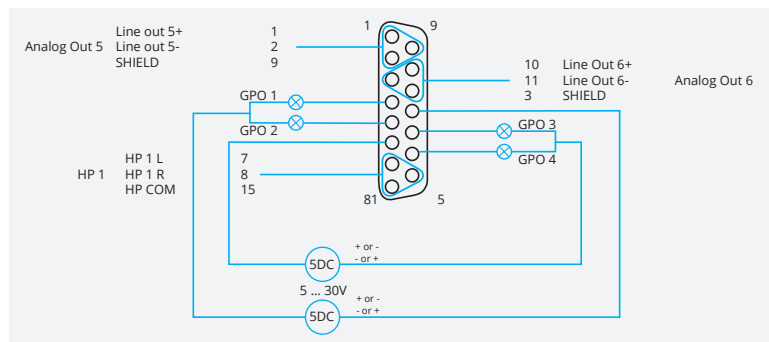 1 9
Line out 5+ 1
Analog Out 5 Line out 5- 2
SHIELD 9
10 Line Out 6+
11 Line Out 6- Analog Out 6
3 SHIELD
GPO 1
GPO 2
GPO 3
GPO 4
HP 1 L 7
HP 1 HP 1 R 8
HP COM 15
81 5
+ or -
- or +
5DC
5 ... 30V
+ or -
- or +
5DC